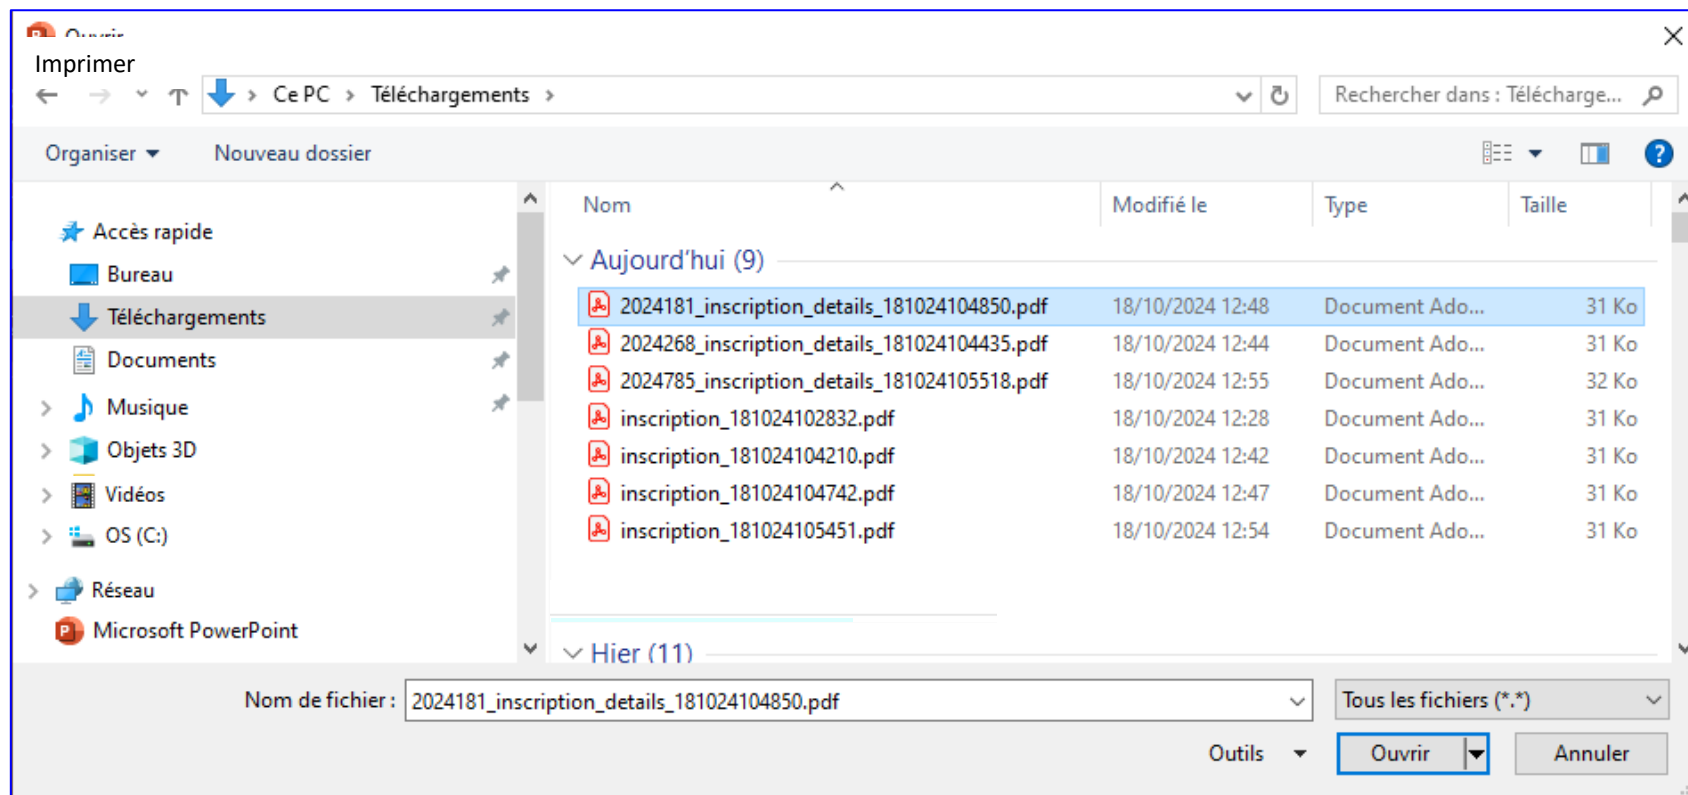 Ouvrir
Imprimer
Ce PC > Téléchargements >
Rechercher dans : Télécharge...
Organiser
Nouveau dossier
?
Nom
Modifié le
Type
Taille
Accès rapide
Bureau
Téléchargements
Documents
Musique
Objets 3D
Vidéos
OS (C:)
Réseau
Microsoft PowerPoint
Aujourd'hui (9)
2024181_inscription_details_181024104850.pdf 18/10/2024 12:48 Document Ado... 31 Ko
2024268_inscription_details_181024104435.pdf 18/10/2024 12:44 Document Ado... 31 Ko
2024785_inscription_details_181024105518.pdf 18/10/2024 12:55 Document Ado... 32 Ko
inscription_181024102832.pdf 18/10/2024 12:28 Document Ado... 31 Ko
inscription_181024104210.pdf 18/10/2024 12:42 Document Ado... 31 Ko
inscription_181024104742.pdf 18/10/2024 12:47 Document Ado... 31 Ko
inscription_181024105451.pdf 18/10/2024 12:54 Document Ado... 31 Ko
Hier (11)
Nom de fichier : 2024181_inscription_details_181024104850.pdf
Tous les fichiers (*.*)
Outils
Ouvrir
Annuler